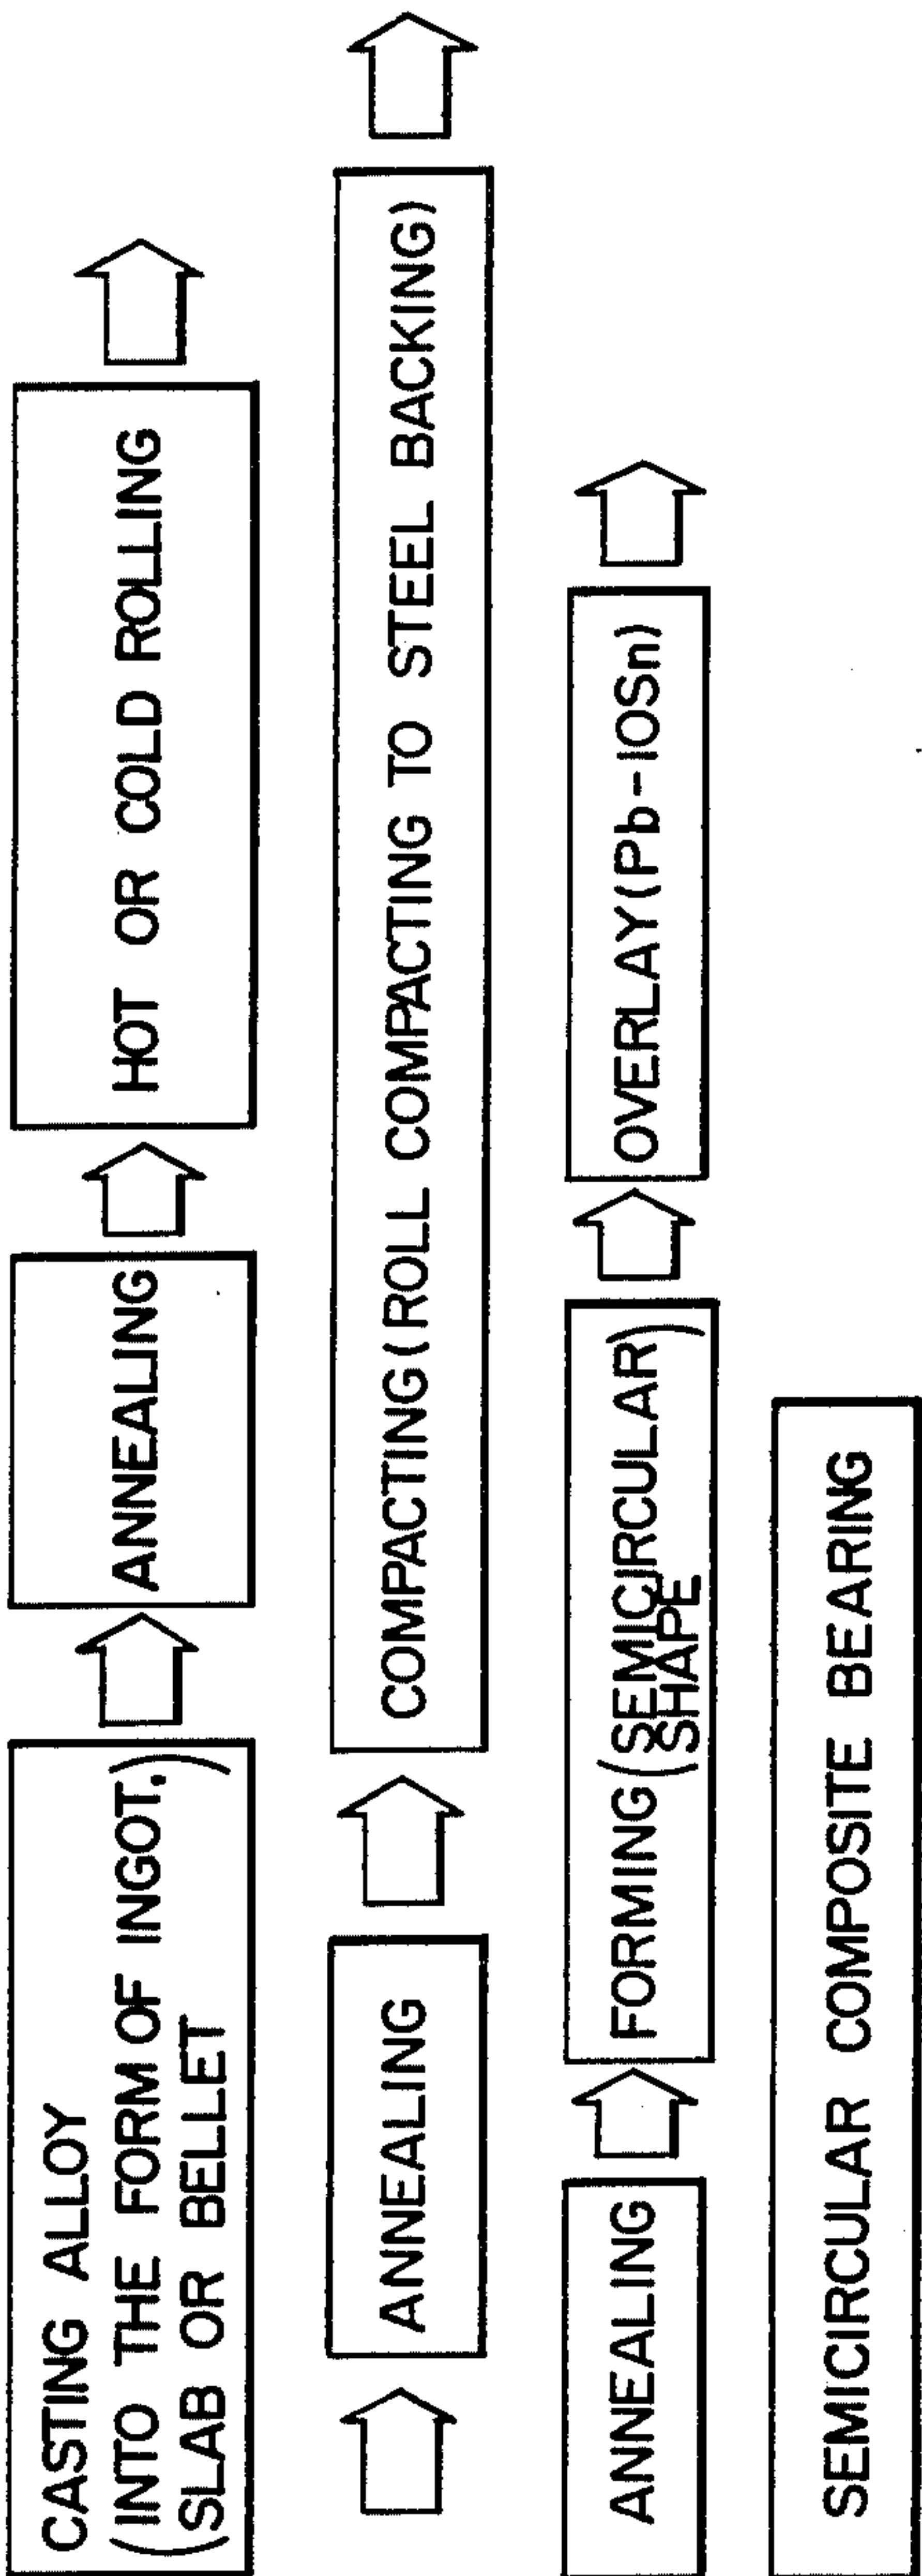 CASTING ALLOY
(INTO THE FORM OF INGOT,
SLAB OR BELLET)
ANNEALING
HOT OR COLD ROLLING
ANNEALING
COMPACTING (ROLL COMPACTING TO STEEL BACKING)
ANNEALING
FORMING (SEMICIRCULAR
SHAPE)
OVERLAY (Pb-10Sn)
SEMICIRCULAR COMPOSITE BEARING